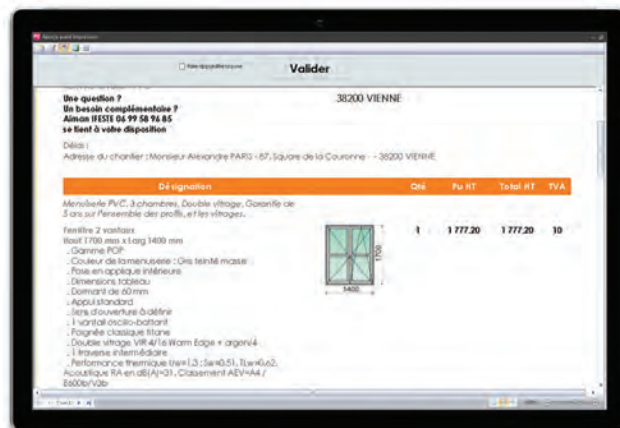 Aperçu avant impression
Valider
Une question ?
38200 VIENNE
Un besoin complémentaire ?
Aiman IFESTE 06 99 58 96 85
se tient à votre disposition
Délai :
Adresse du chantier : Monsieur Alexandre PARIS - 87, Square de la Couronne - - 38200 VIENNE
Désignation Qté Pu HT Total HT TVA
Menuiserie PVC, 3 chambres, Double vitrage, Garantie de
5 ans sur l'ensemble des profils, et les vitrages.
Fenêtre 2 vantaux 1 1 777,20 1 777,20 10
Haut 1700 mm x Larg 1400 mm
. Gamme POP
. Couleur de la menuiserie : Gris teinté masse
. Pose en applique intérieure
. Dimensions tableau
. Dormant de 60 mm
. Appui standard
. Sens d'ouverture à définir
. 1 vantail oscillo-battant
. Poignée classique titane
. Double vitrage VIR 4/16 Warm Edge + argon/4
. 1 traverse intermédiaire
. Performance thermique Uw=1,3 ; Sw=0,51, TLw=0,62,
Acoustique RA en dB(A)=31, Classement AEV=A4 /
E600b/V3b
1700
1400